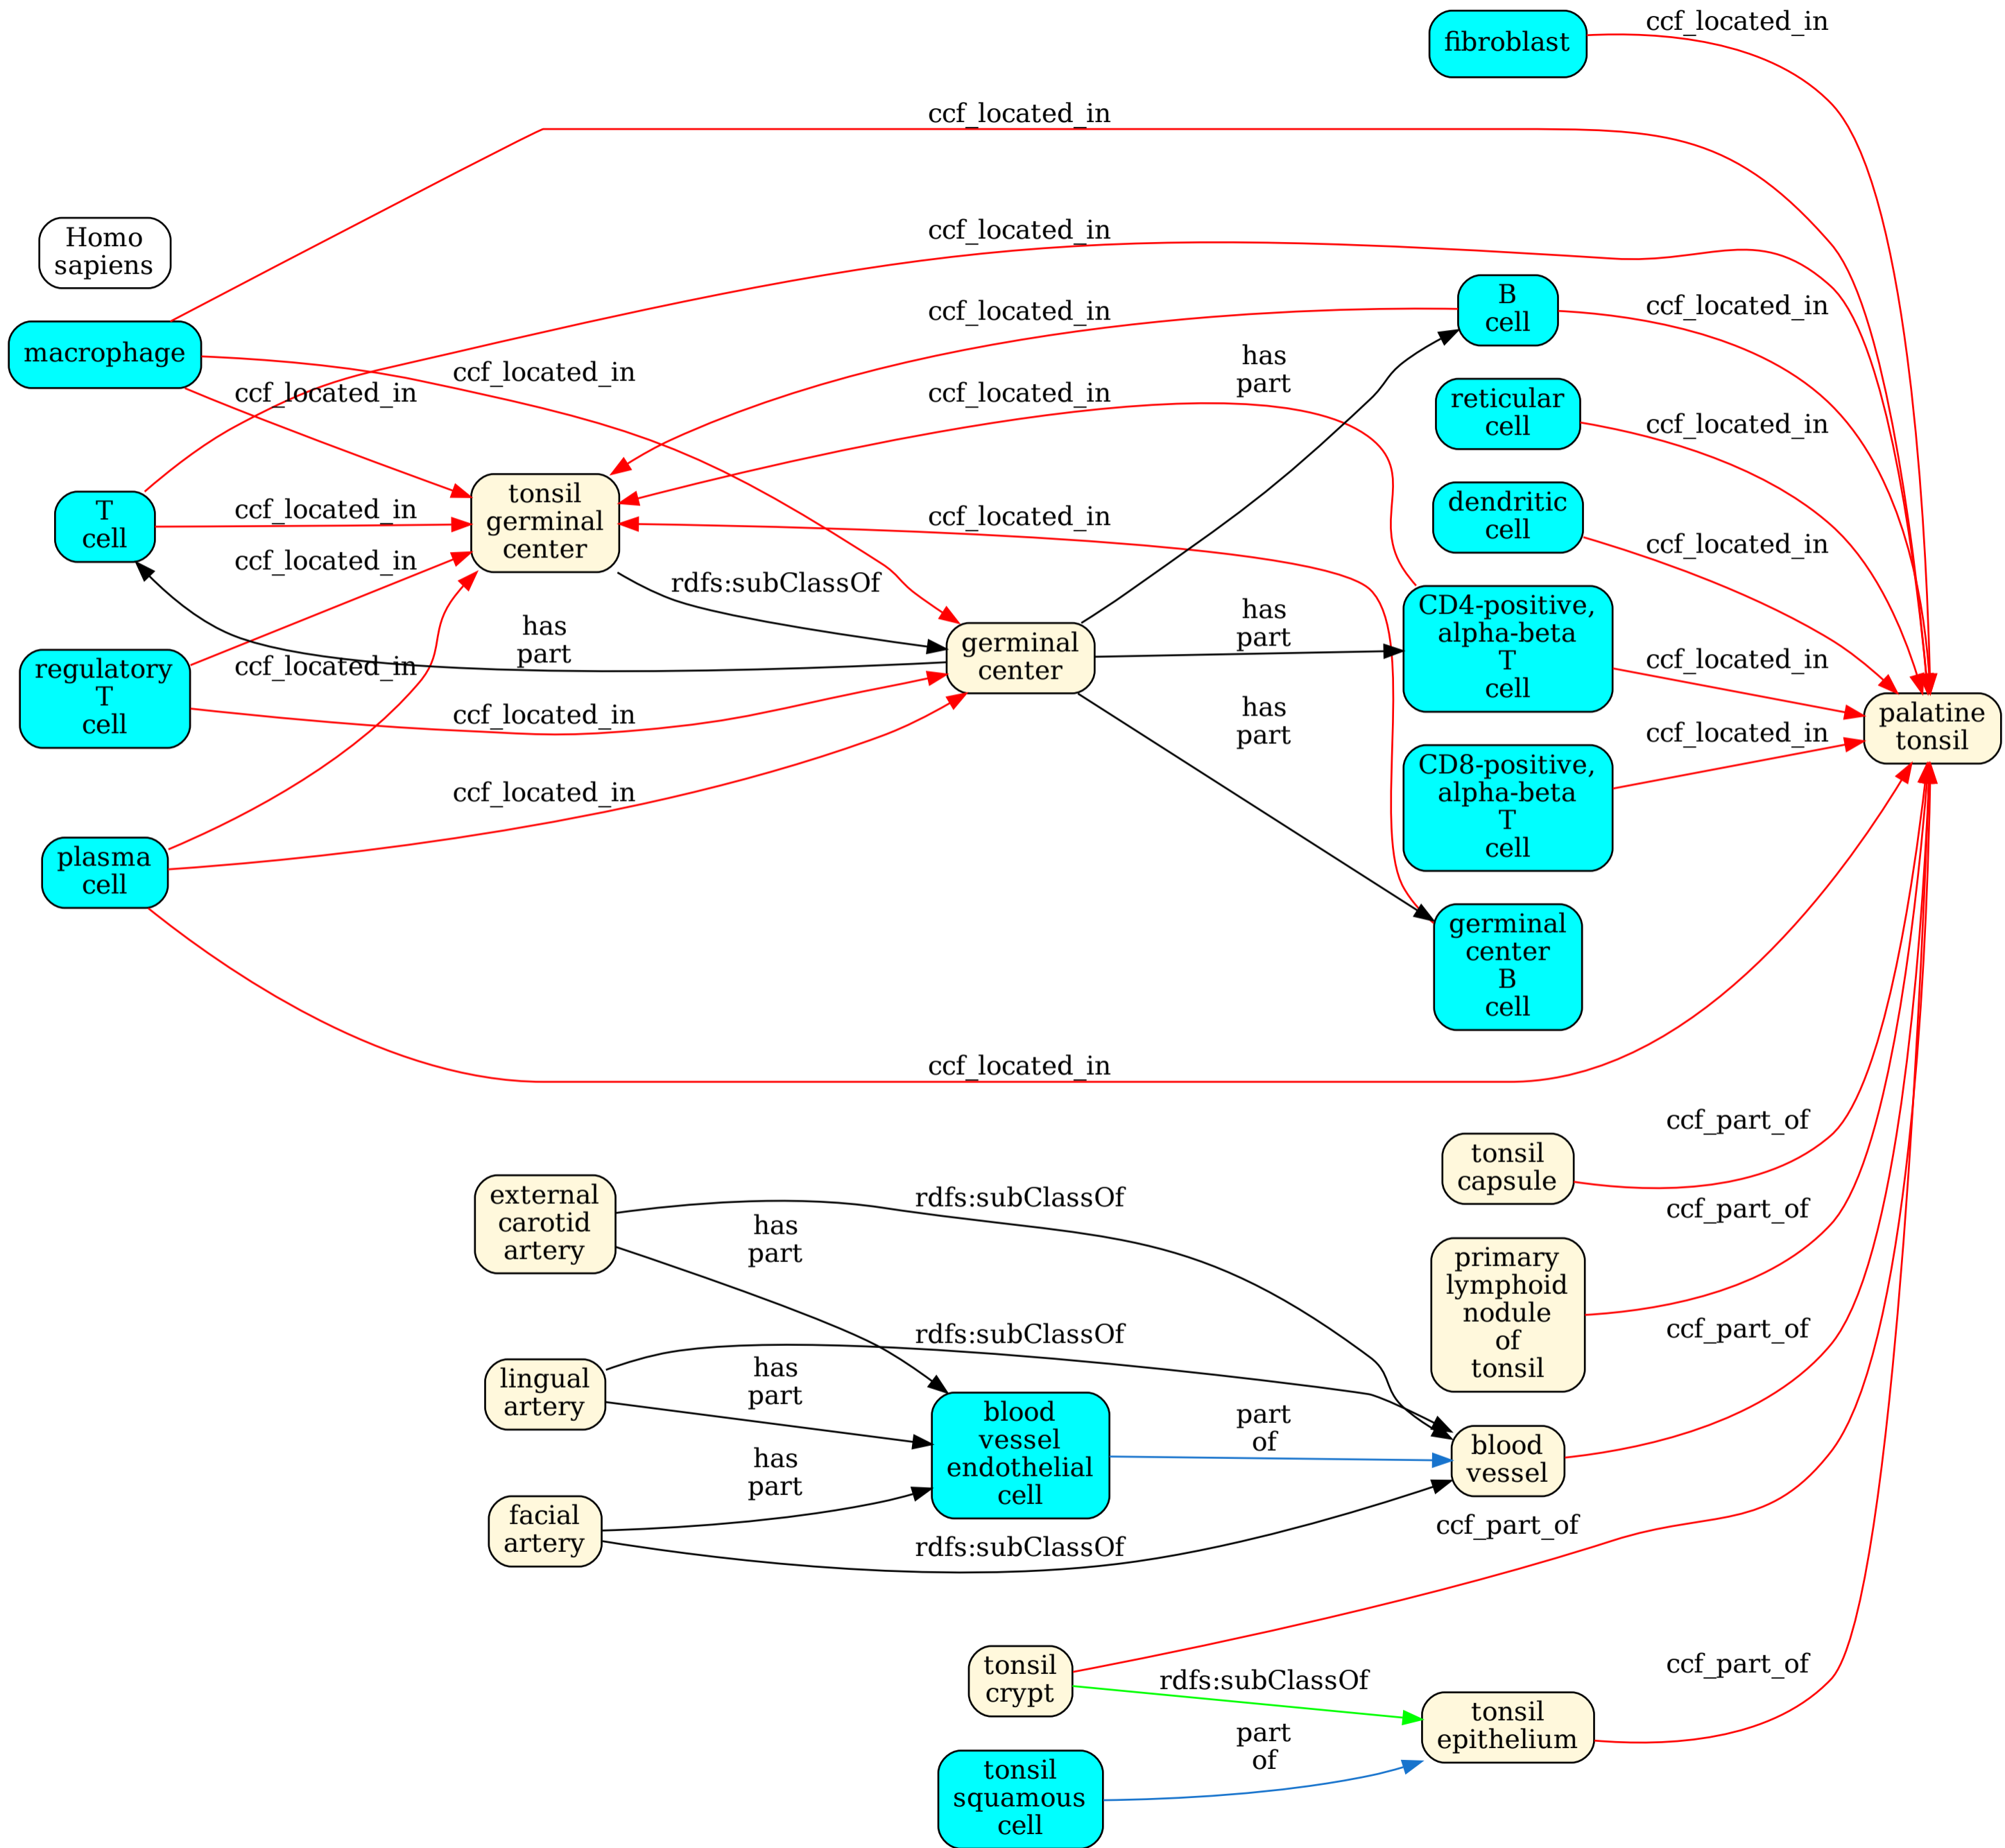 fibroblast
ccf_located_in
ccf_located_in
Homo
sapiens
ccf_located_in
macrophage
ccf_located_in
B
cell
ccf_located_in
ccf_located_in
has
part
ccf_located_in
ccf_located_in
reticular
cell
ccf_located_in
T
cell
ccf_located_in
tonsil
germinal
center
ccf_located_in
dendritic
cell
ccf_located_in
ccf_located_in
rdfs:subClassOf
regulatory
T
cell
ccf_located_in
has
part
germinal
center
has
part
CD4-positive,
alpha-beta
T
cell
ccf_located_in
ccf_located_in
has
part
palatine
tonsil
ccf_located_in
CD8-positive,
alpha-beta
T
cell
plasma
cell
ccf_located_in
germinal
center
B
cell
ccf_located_in
tonsil
capsule
ccf_part_of
external
carotid
artery
rdfs:subClassOf
has
part
primary
lymphoid
nodule
of
tonsil
ccf_part_of
lingual
artery
rdfs:subClassOf
has
part
ccf_part_of
blood
vessel
endothelial
cell
part
of
blood
vessel
facial
artery
has
part
rdfs:subClassOf
ccf_part_of
tonsil
crypt
rdfs:subClassOf
tonsil
epithelium
ccf_part_of
tonsil
squamous
cell
part
of